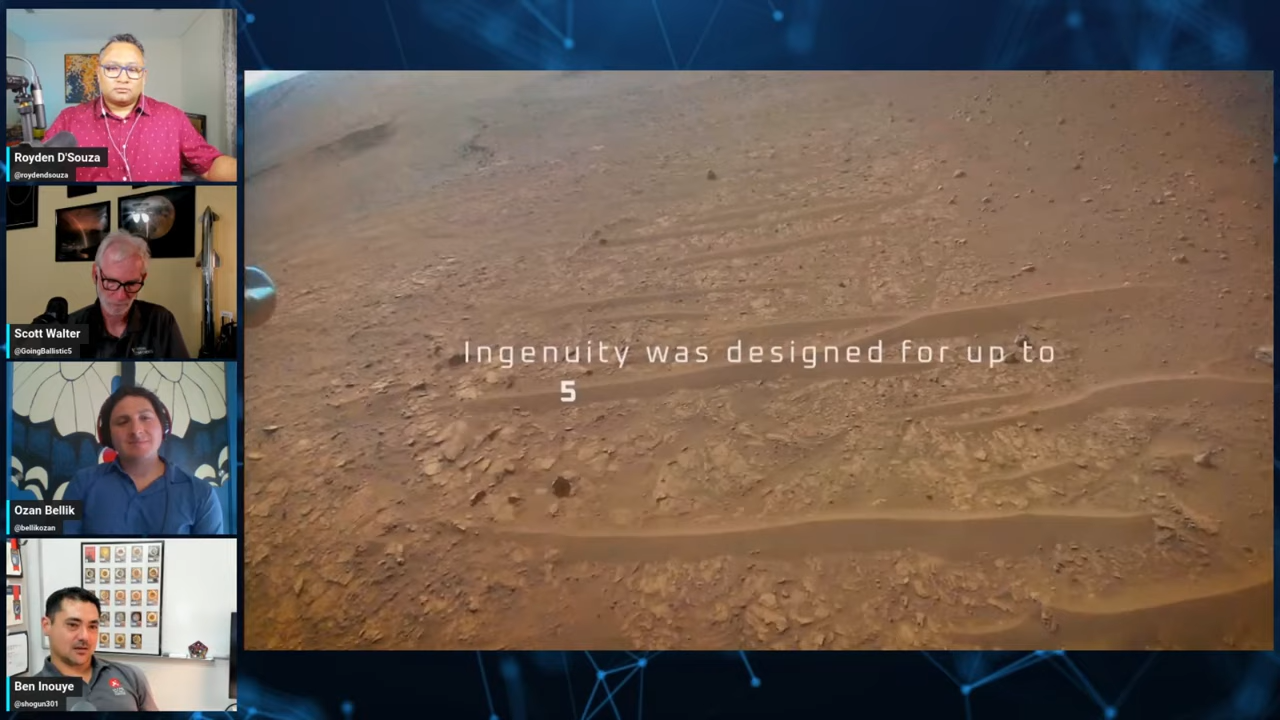 Royden D'Souza
@roydendsouza
Scott Walter
@GoingBallistic5
Ozan Bellik
@bellikozan
Ben Inouye
@shogun301
Ingenuity was designed for up to
5